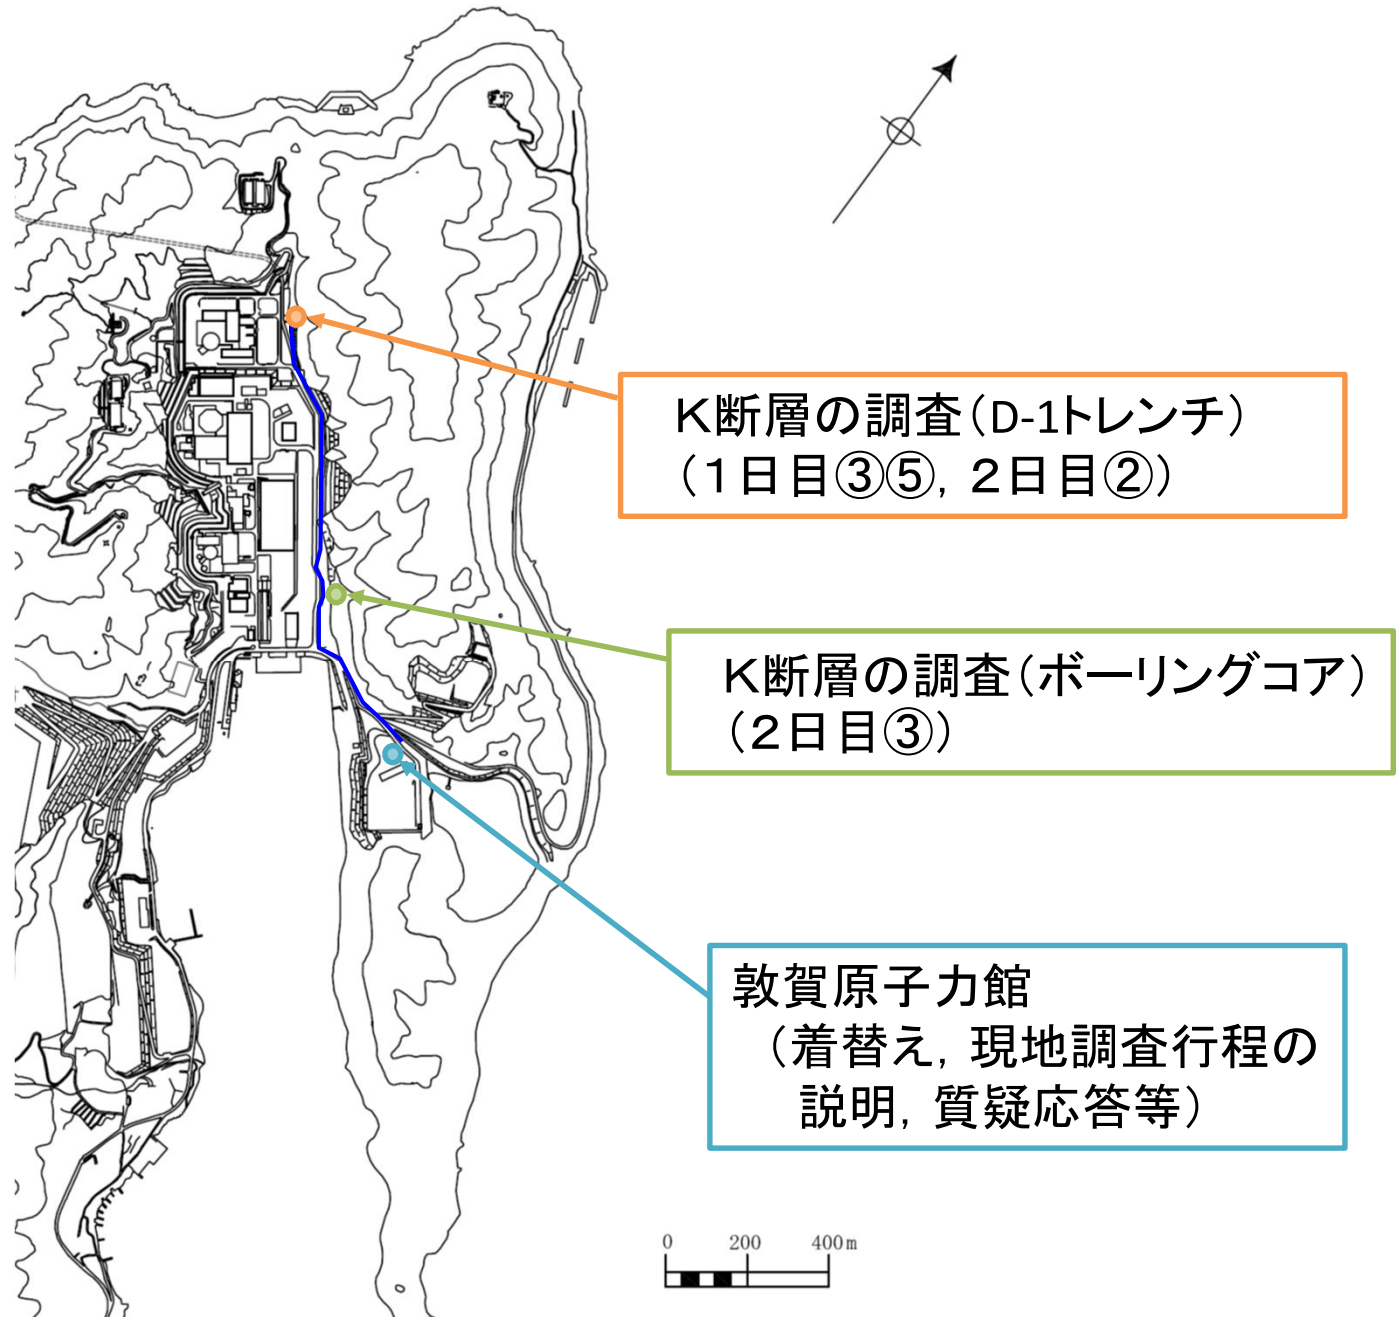 K断層の調査(D-1トレンチ)
(1日目③⑤, 2日目②)
K断層の調査(ボーリングコア)
(2日目③)
敦賀原子力館
(着替え, 現地調査行程の
説明, 質疑応答等)
0 200 400m